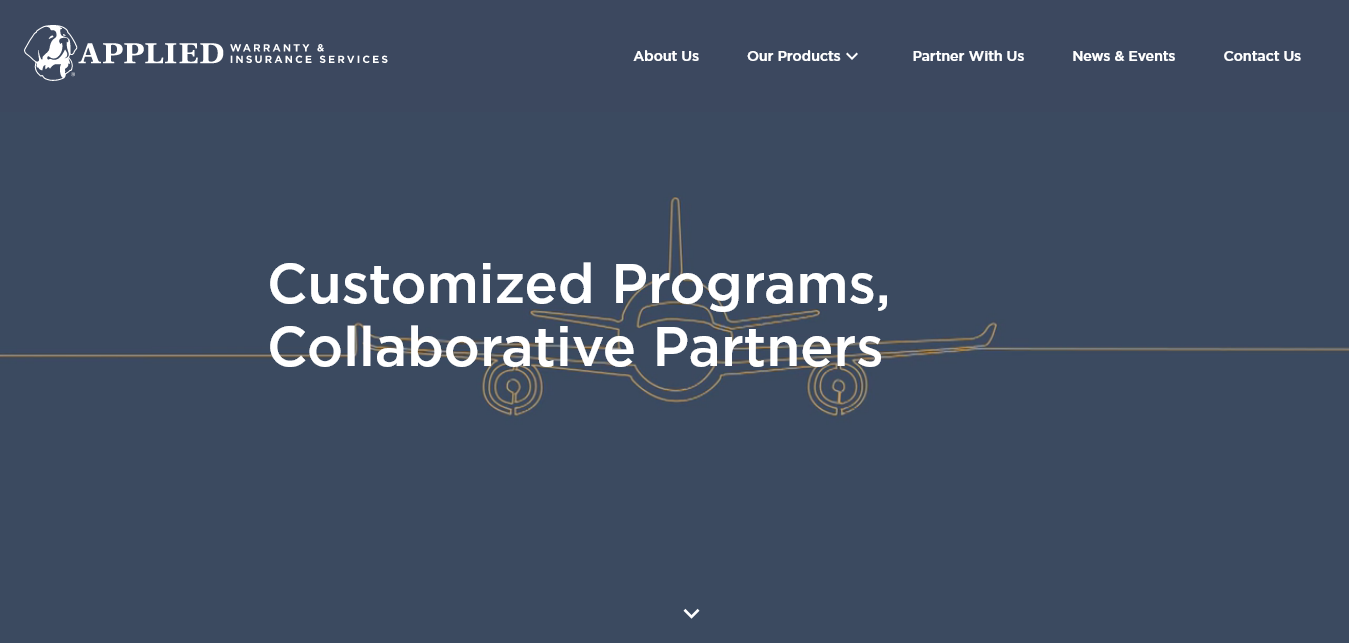 APPLIED WARRANTY &
INSURANCE SERVICES
About Us
Our Products
Partner With Us
News & Events
Contact Us
Customized Programs,
Collaborative Partners